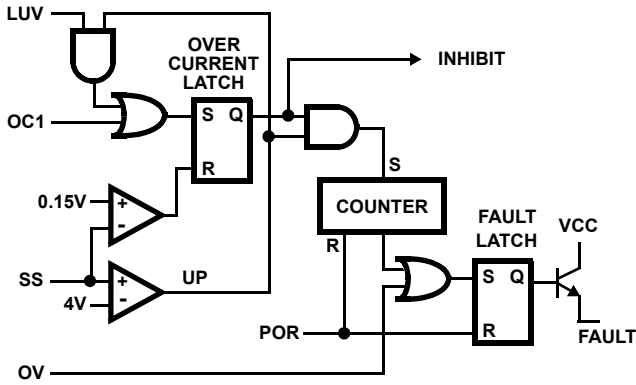 LUV
OVER
CURRENT
LATCH
INHIBIT
OC1
S Q
R
S
0.15V
+
-
COUNTER
FAULT
LATCH
VCC
R
SS
+
-
4V
UP
S Q
R
POR
FAULT
OV